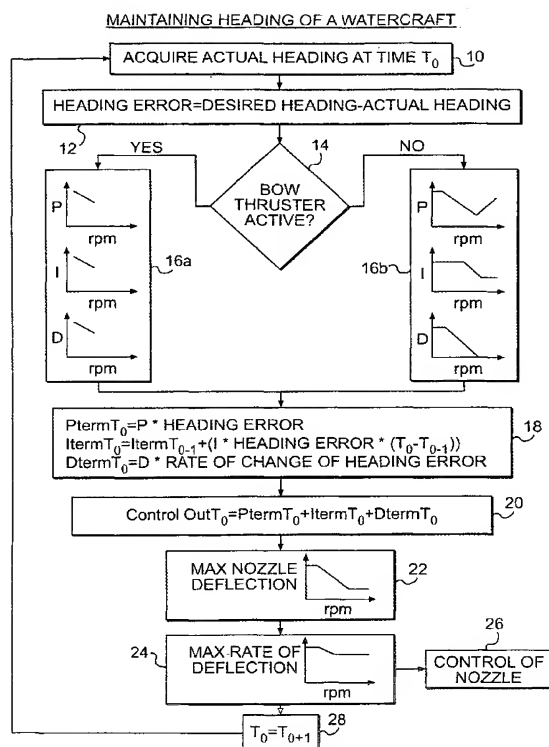 MAINTAINING HEADING OF A WATERCRAFT
ACQUIRE ACTUAL HEADING AT TIME T0
10
HEADING ERROR=DESIRED HEADING-ACTUAL HEADING
12
YES
14
NO
BOW
THRUSTER
ACTIVE?
P
rpm
I
rpm
D
rpm
16a
P
rpm
I
rpm
D
rpm
16b
PtermT0=P * HEADING ERROR
ItermT0=ItermT0-1+(I * HEADING ERROR * (T0-T0-1))
DtermT0=D * RATE OF CHANGE OF HEADING ERROR
18
Control OutT0=PtermT0+ItermT0+DtermT0
20
MAX NOZZLE
DEFLECTION
rpm
22
MAX RATE OF
DEFLECTION
rpm
24
26
CONTROL OF
NOZZLE
28
T0=T0+1